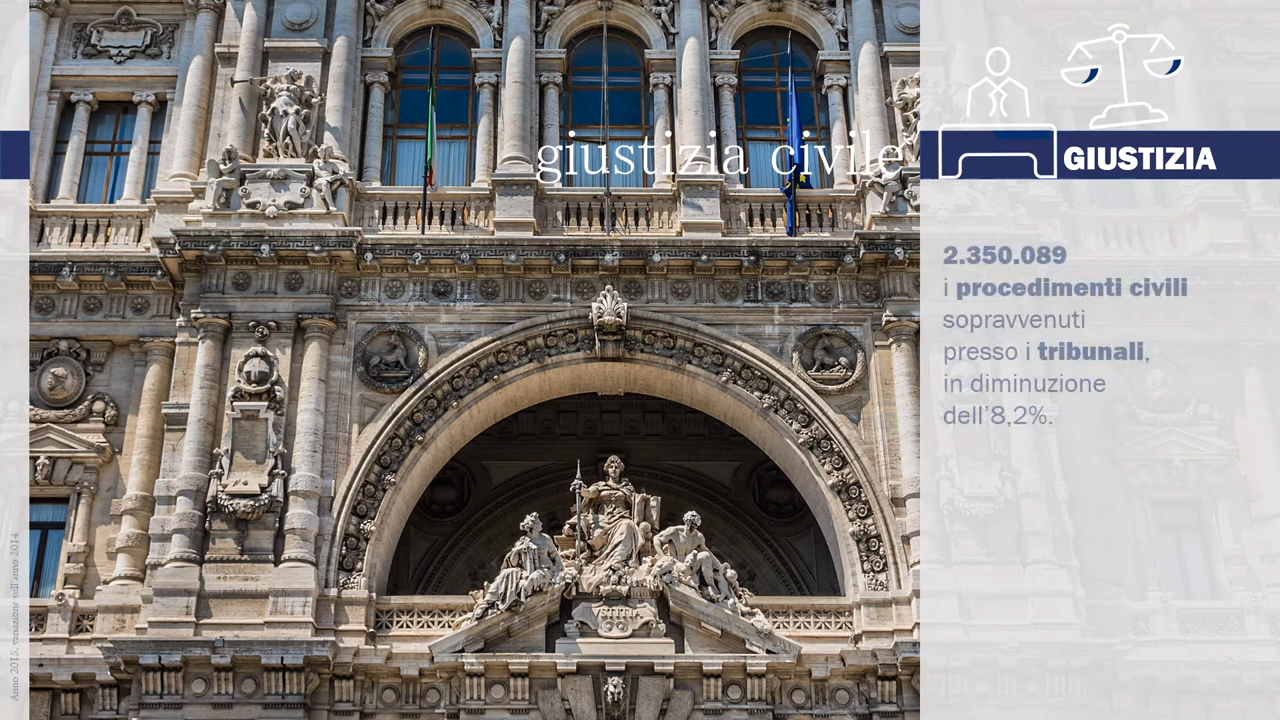 giustizia civile
GIUSTIZIA
2.350.089
i procedimenti civili
sopravvenuti
presso i tribunali,
in diminuzione
dell'8,2%.
IVSTITIA
Anno 2015, variazione sull'anno 2014